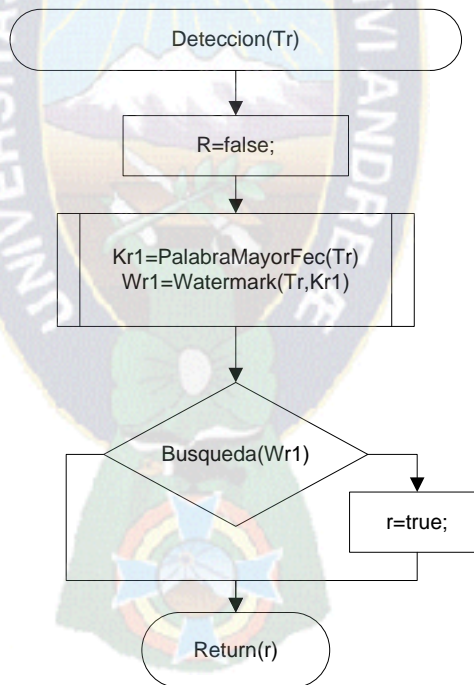 Deteccion(Tr)
R=false;
Kr1=PalabraMayorFec(Tr)
Wr1=Watermark(Tr,Kr1)
Busqueda(Wr1)
r=true;
Return(r)